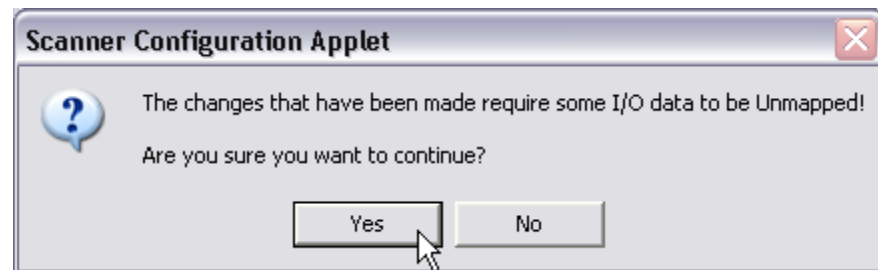 Scanner Configuration Applet
The changes that have been made require some I/O data to be Unmapped!
Are you sure you want to continue?
Yes No